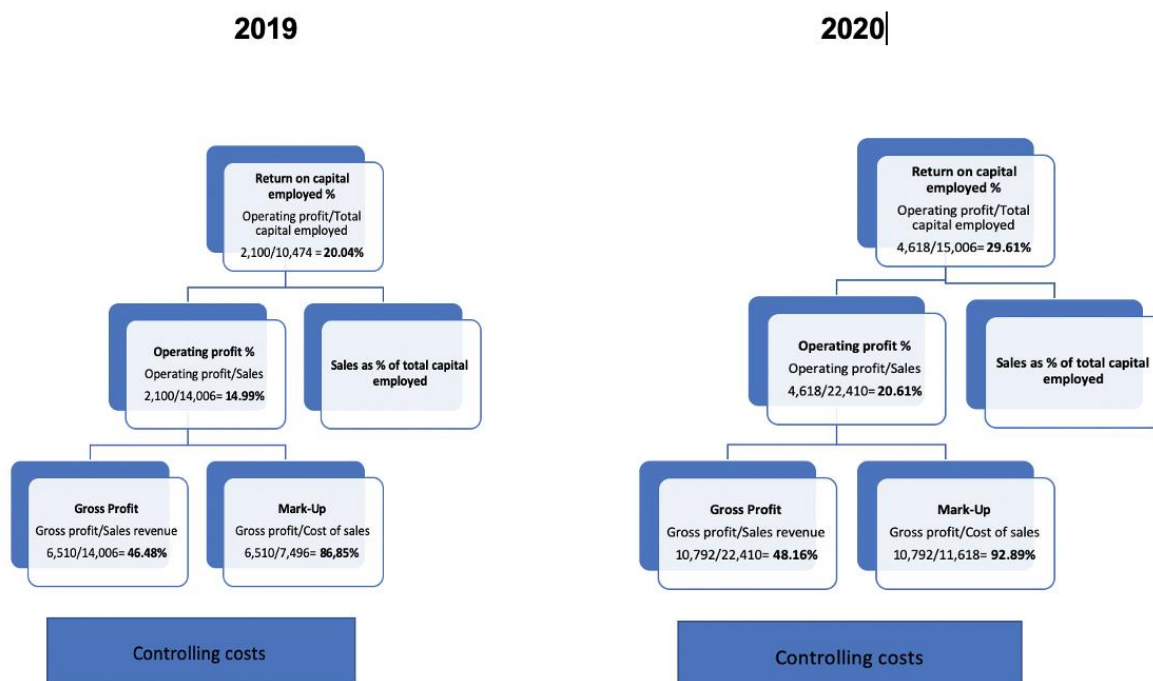 2019
Return on capital
employed %
Operating profit/Total
capital employed
2,100/10,474 = 20.04%
Operating profit %
Operating profit/Sales
2,100/14,006= 14.99%
Sales as % of total capital
employed
Gross Profit
Gross profit/Sales revenue
6,510/14,006= 46.48%
Mark-Up
Gross profit/Cost of sales
6,510/7,496= 86,85%
Controlling costs
2020
Return on capital
employed %
Operating profit/Total
capital employed
4,618/15,006= 29.61%
Operating profit %
Operating profit/Sales
4,618/22,410= 20.61%
Sales as % of total capital
employed
Gross Profit
Gross profit/Sales revenue
10,792/22,410= 48.16%
Mark-Up
Gross profit/Cost of sales
10,792/11,618= 92.89%
Controlling costs